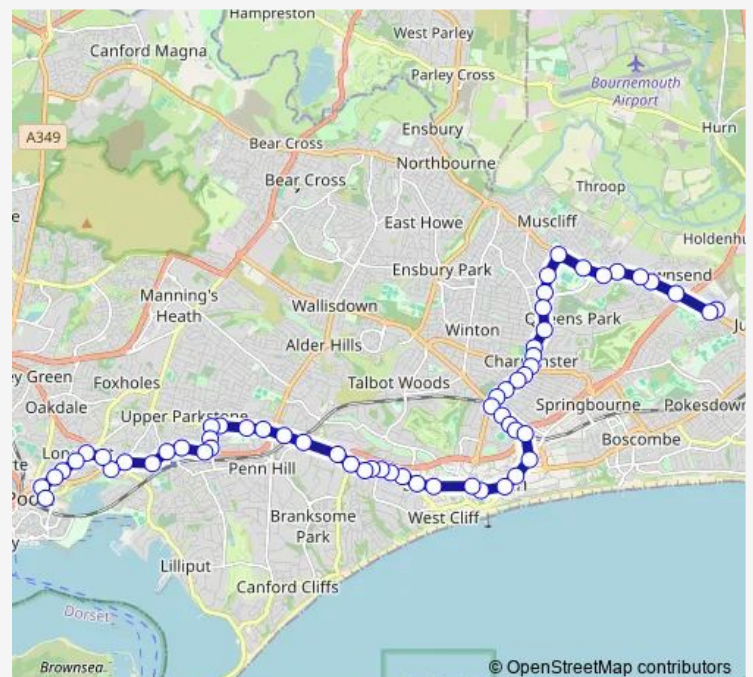 Hampreston
Canford Magna
West Parley
Parley Cross
Bournemouth
Airport
A349
Ensbury
Hurn
Bear Cross
Northbourne
Bear Cross
Throop
East Howe
Muscliff
Ensbury Park
Manning's
Heath
Wallisdown
Winton
Alder Hills
Foxholes
Talbot Woods
Oakdale
Upper Parkstone
Springbourne
Pokesdown
Boscombe
Penn Hill
Branksome
Park
West Cliff
Lilliput
Canford Cliffs
Dorset
Brownsea
© OpenStreetMap contributors